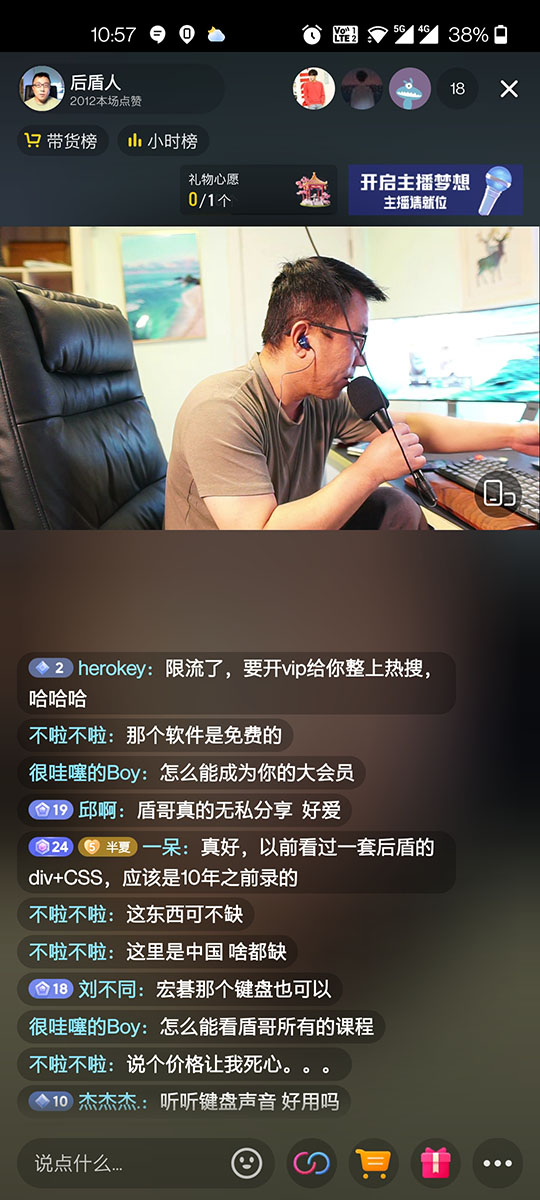 10:57
Vo 1
LTE 2
5G
4G
38%
后盾人
2012本场点赞
18
带货榜
小时榜
礼物心愿
0/1个
开启主播梦想
主播请就位
2 herokey：限流了，要开vip给你整上热搜，
哈哈哈
不啦不啦：那个软件是免费的
很哇噻的Boy：怎么能成为你的大会员
19 邱啊：盾哥真的无私分享 好爱
24 5 半夏 一呆：真好，以前看过一套后盾的
div+CSS，应该是10年之前录的
不啦不啦：这东西可不缺
不啦不啦：这里是中国 啥都缺
18 刘不同：宏碁那个键盘也可以
很哇噻的Boy：怎么能看盾哥所有的课程
不啦不啦：说个价格让我死心。。。
10 杰杰杰.：听听键盘声音 好用吗
说点什么...